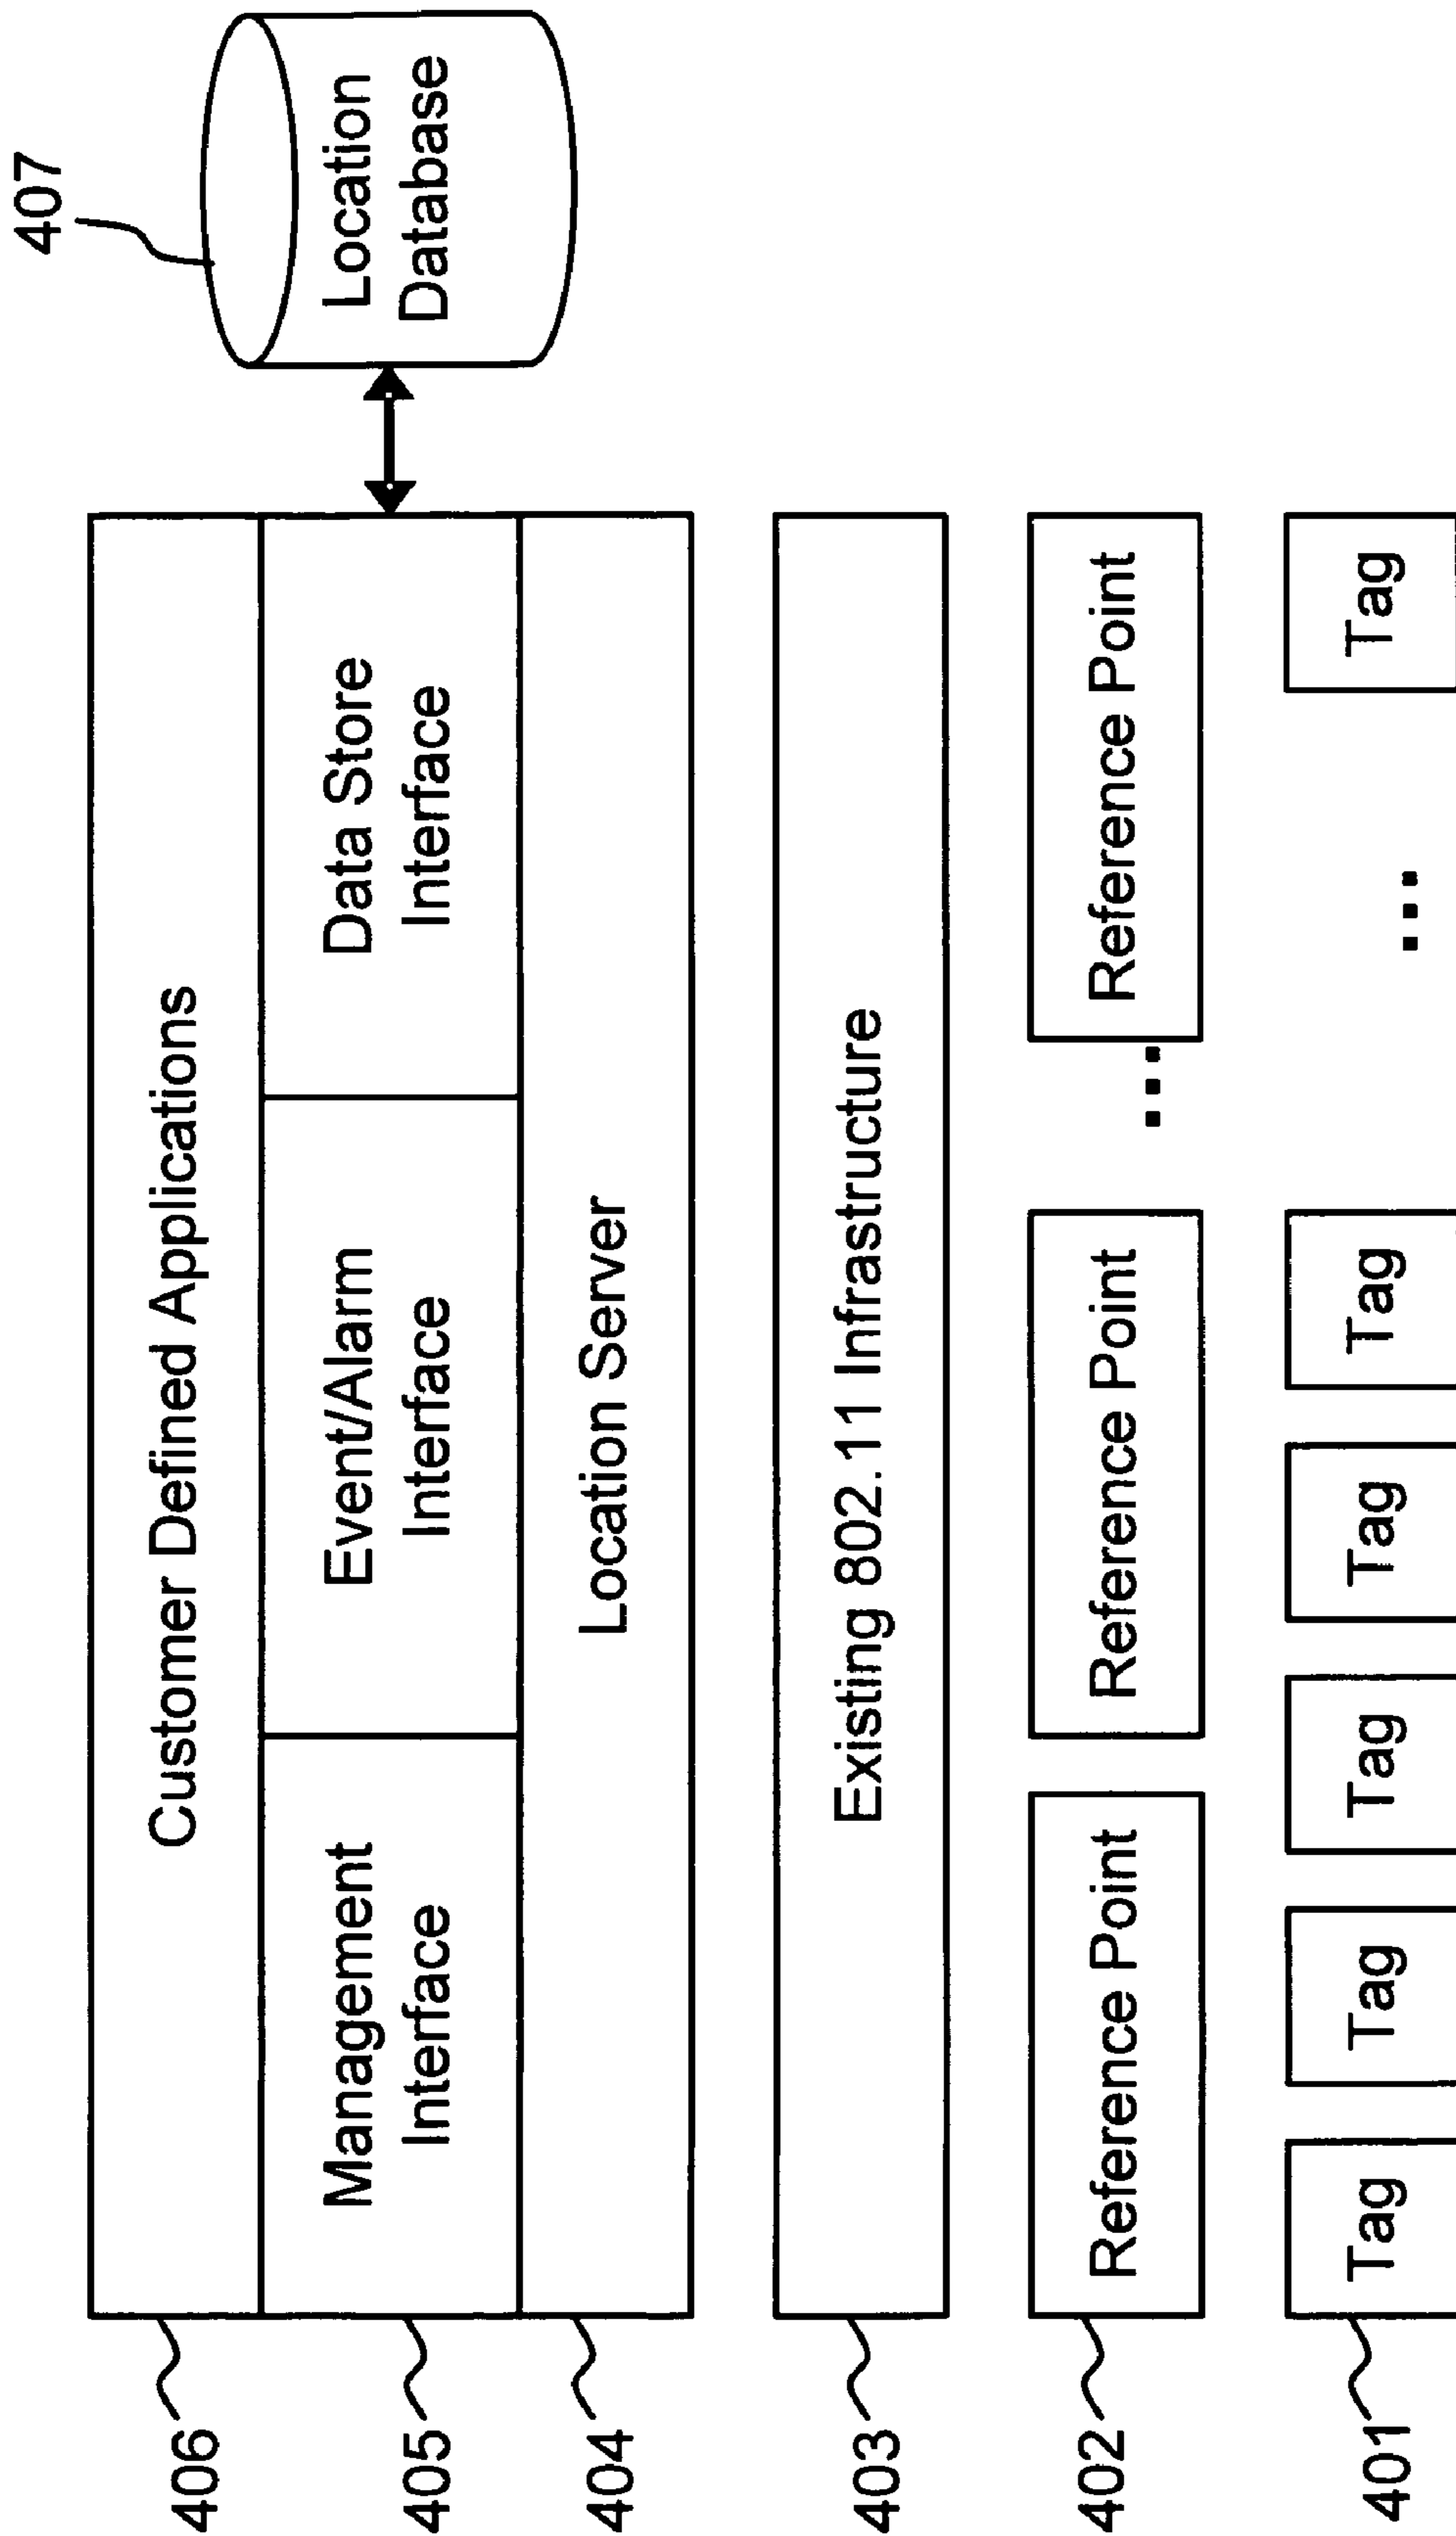 407
406
Customer Defined Applications
405
Management
Interface
Event/Alarm
Interface
Data Store
Interface
Location
Database
404
Location Server
403
Existing 802.11 Infrastructure
402
Reference Point
Reference Point
...
Reference Point
401
Tag
Tag
Tag
Tag
Tag
...
Tag